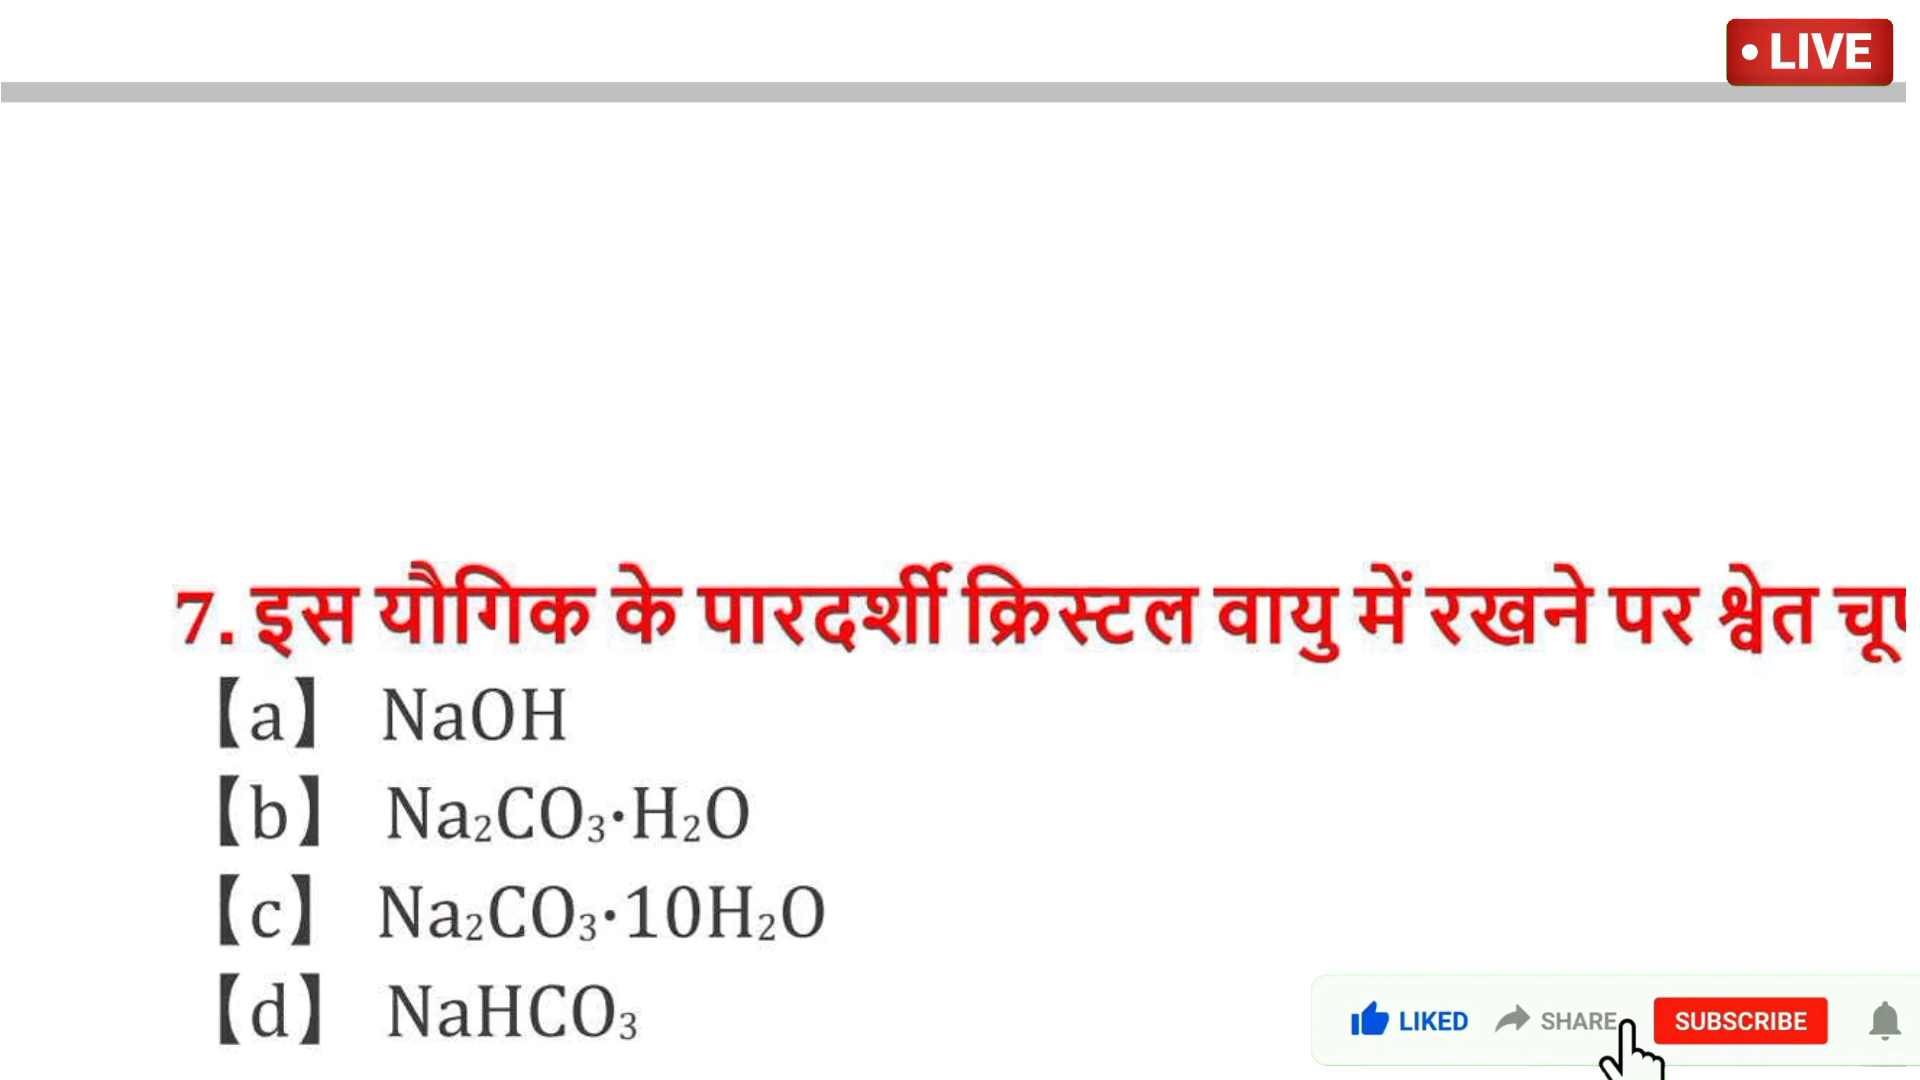 • LIVE
7. इस यौगिक के पारदर्शी क्रिस्टल वायु में रखने पर श्वेत
【a】 NaOH
【b】 Na₂CO₃·H₂O
【c】 Na₂CO₃·10H₂O
【d】 NaHCO₃
LIKED SHARE SUBSCRIBE